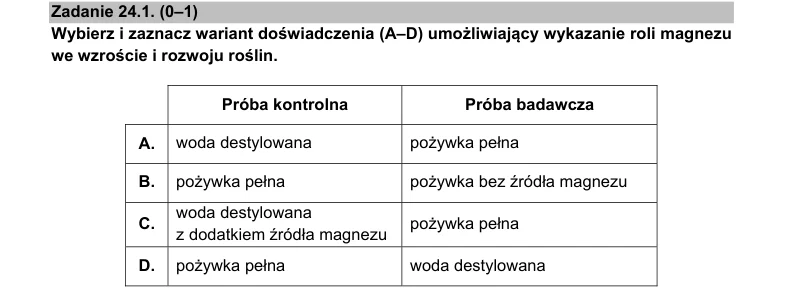 Zadanie 24.1. (0–1)
Wybierz i zaznacz wariant doświadczenia (A–D) umożliwiający wykazanie roli magnezu
we wzroście i rozwoju roślin.
Próba kontrolna Próba badawcza
A. woda destylowana pożywka pełna
B. pożywka pełna pożywka bez źródła magnezu
C. woda destylowana
z dodatkiem źródła magnezu pożywka pełna
D. pożywka pełna woda destylowana